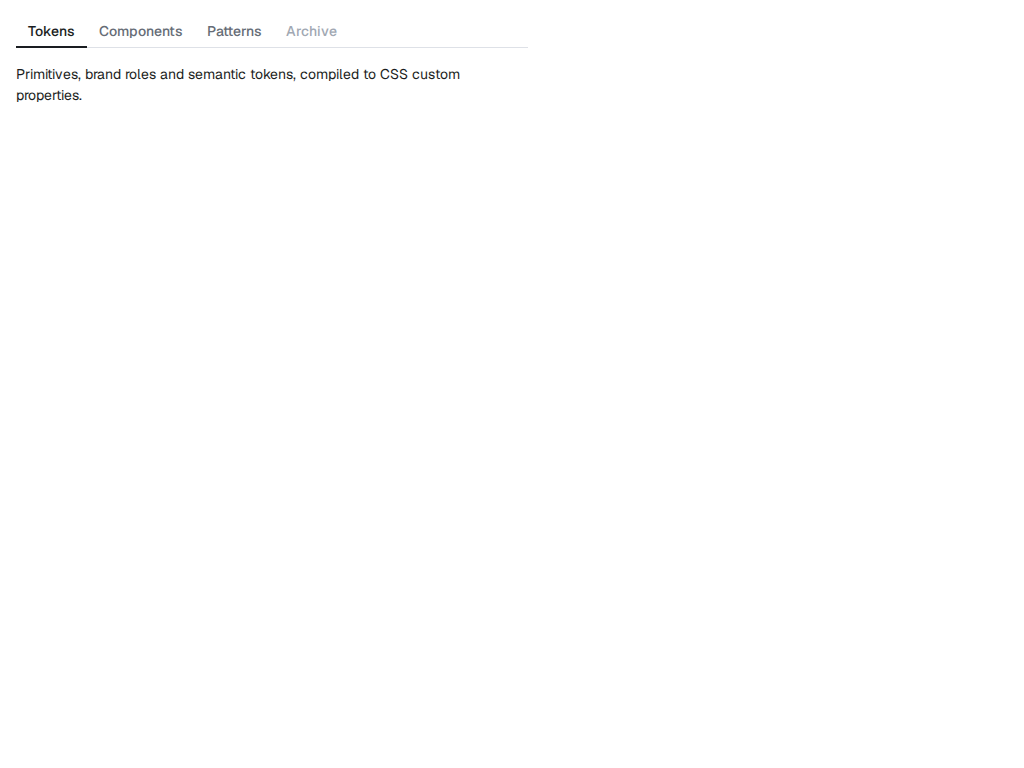 Tokens Components Patterns Archive
Primitives, brand roles and semantic tokens, compiled to CSS custom
properties.